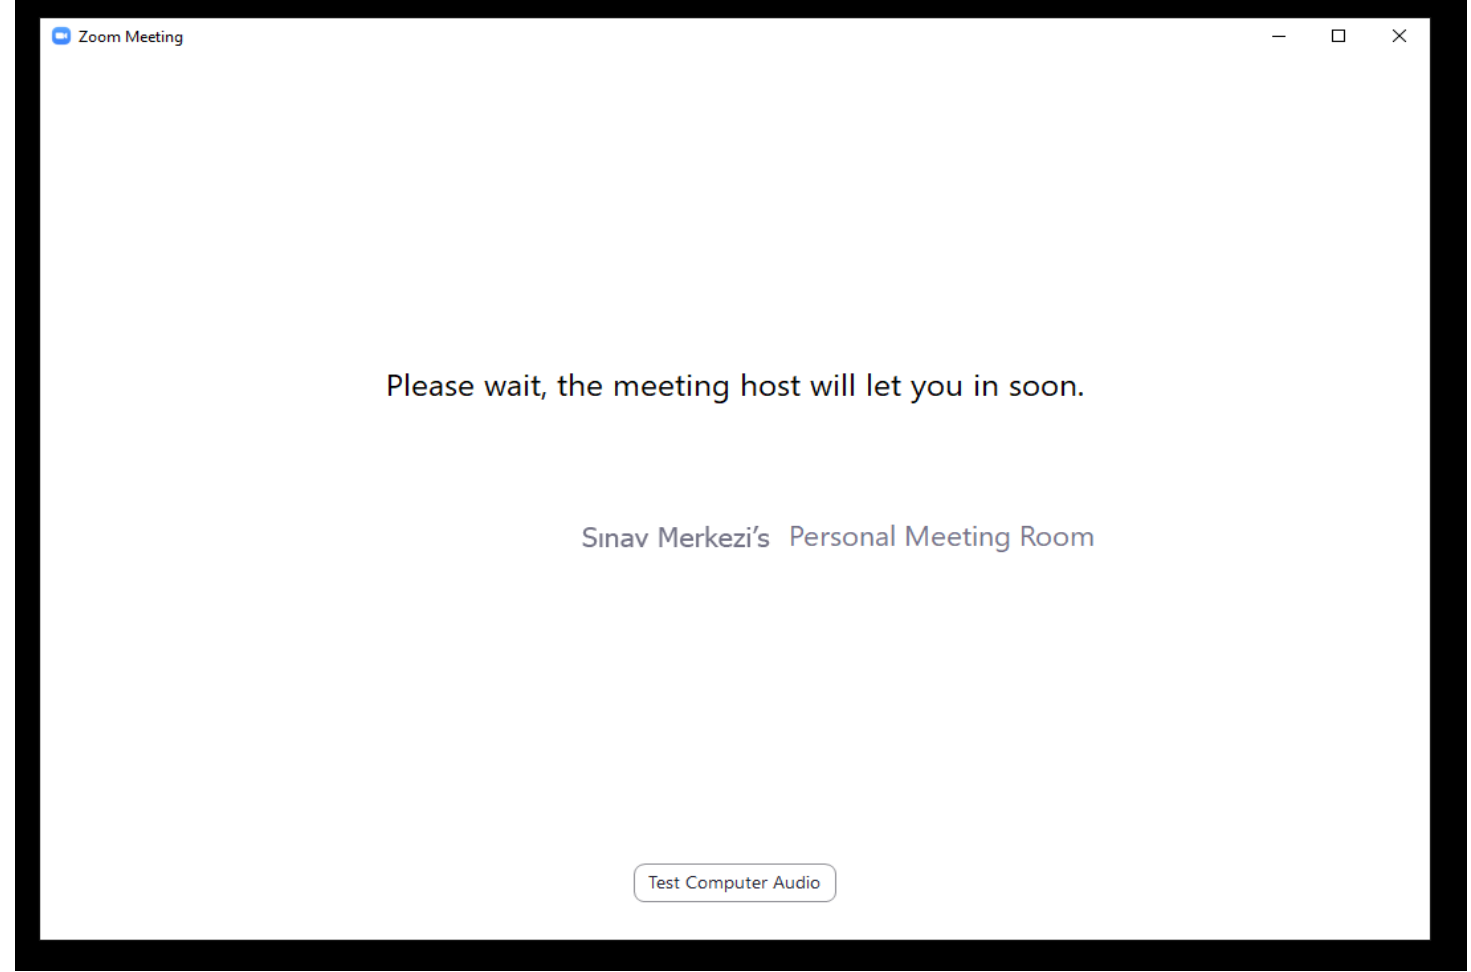 Zoom Meeting
Please wait, the meeting host will let you in soon.
Sınav Merkezi's Personal Meeting Room
Test Computer Audio